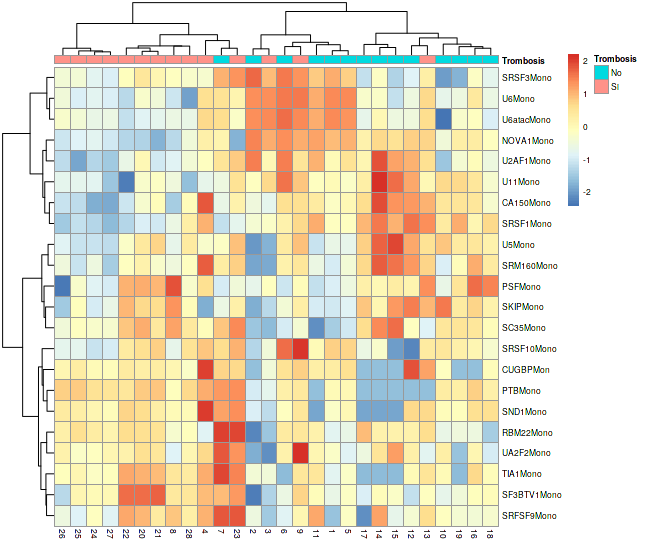 Trombosis
Trombosis
No
SI
2
1
0
-1
-2
SRSF3Mono
U6Mono
U6atacMono
NOVA1Mono
U2AF1Mono
U11Mono
CA150Mono
SRSF1Mono
U5Mono
SRM160Mono
PSFMono
SKIPMono
SC35Mono
SRSF10Mono
CUGBPMon
PTBMono
SND1Mono
RBM22Mono
UA2F2Mono
TIA1Mono
SF3BTV1Mono
SRFSF9Mono
26 25 24 27 22 20 21 8 28 4 7 23 2 3 6 9 11 1 5 17 14 15 12 13 10 19 16 18